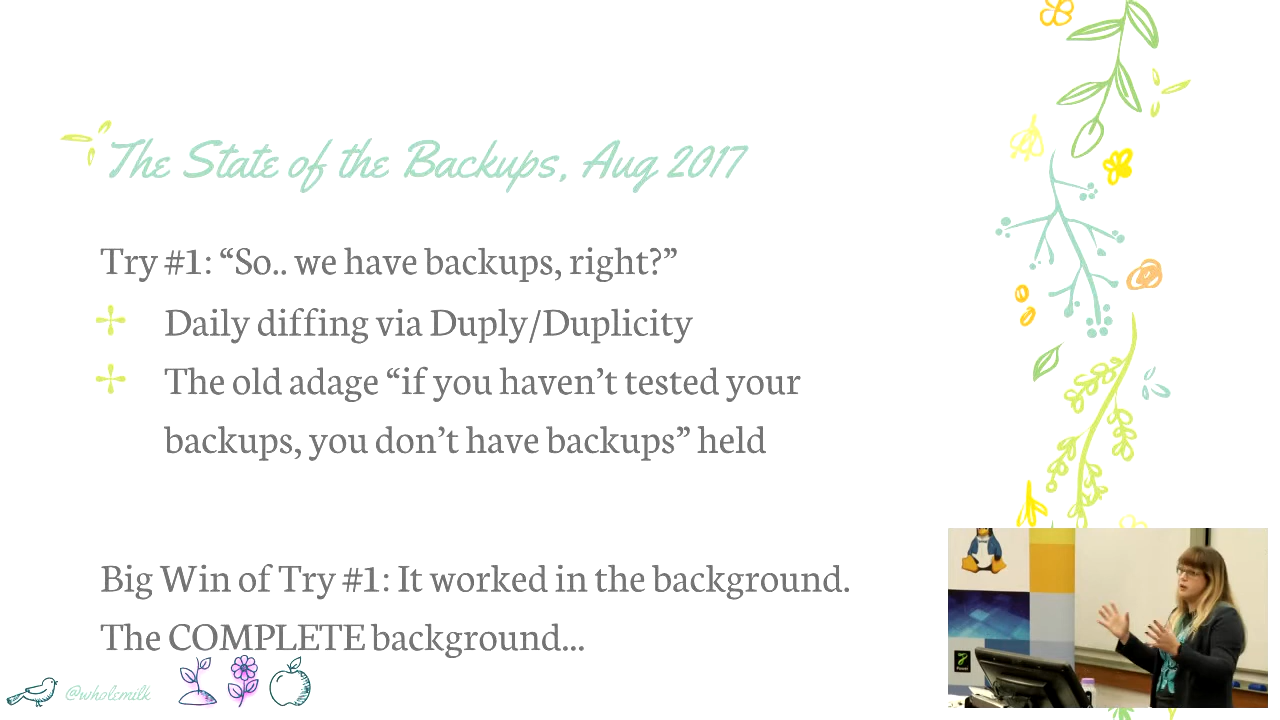 The State of the Backups, Aug 2017
Try #1: “So.. we have backups, right?”
Daily diffing via Duply/Duplicity
The old adage “if you haven’t tested your
backups, you don’t have backups” held
Big Win of Try #1: It worked in the background.
The COMPLETE background...
@wholemilk